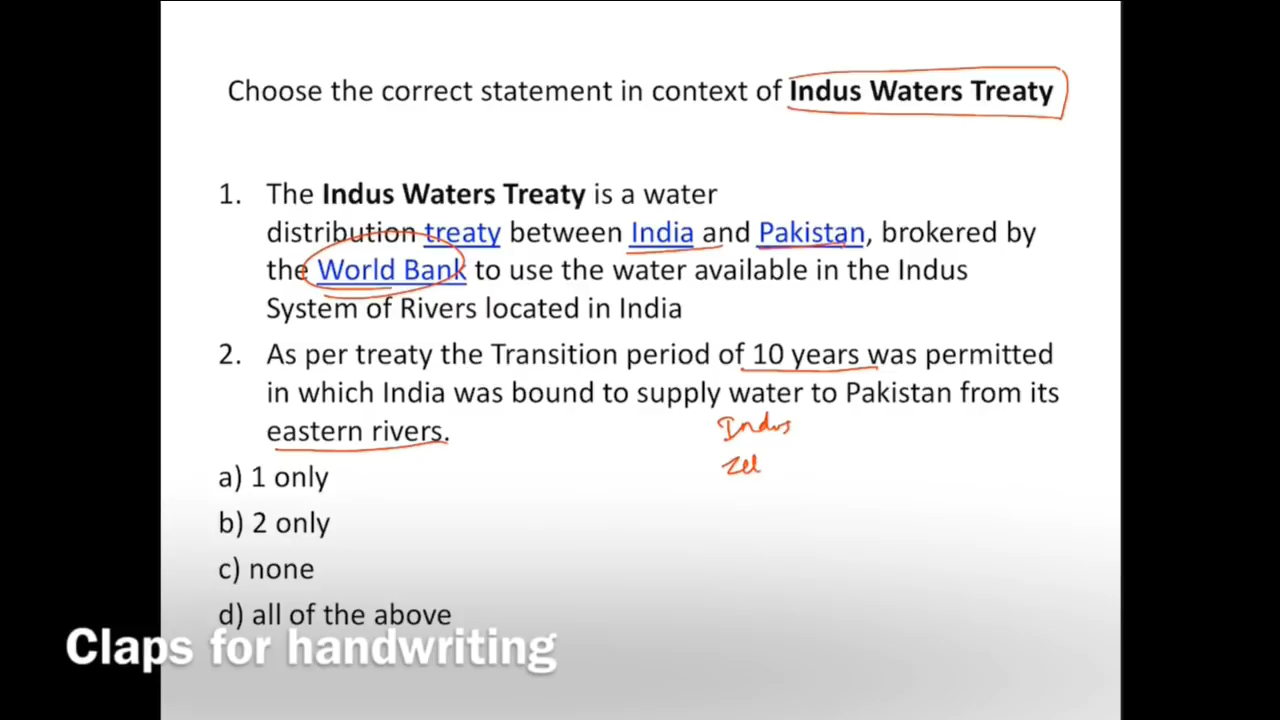 Choose the correct statement in context of Indus Waters Treaty
1. The Indus Waters Treaty is a water
distribution treaty between India and Pakistan, brokered by
the World Bank to use the water available in the Indus
System of Rivers located in India
2. As per treaty the Transition period of 10 years was permitted
in which India was bound to supply water to Pakistan from its
eastern rivers.
Indus
a) 1 only
b) 2 only
c) none
d) all of the above
Claps for handwriting